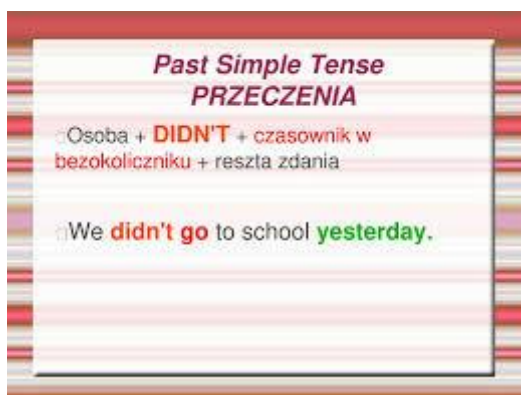 Past Simple Tense
PRZECZENIA
Osoba + DIDN'T + czasownik w
bezokoliczniku + reszta zdania
We didn't go to school yesterday.